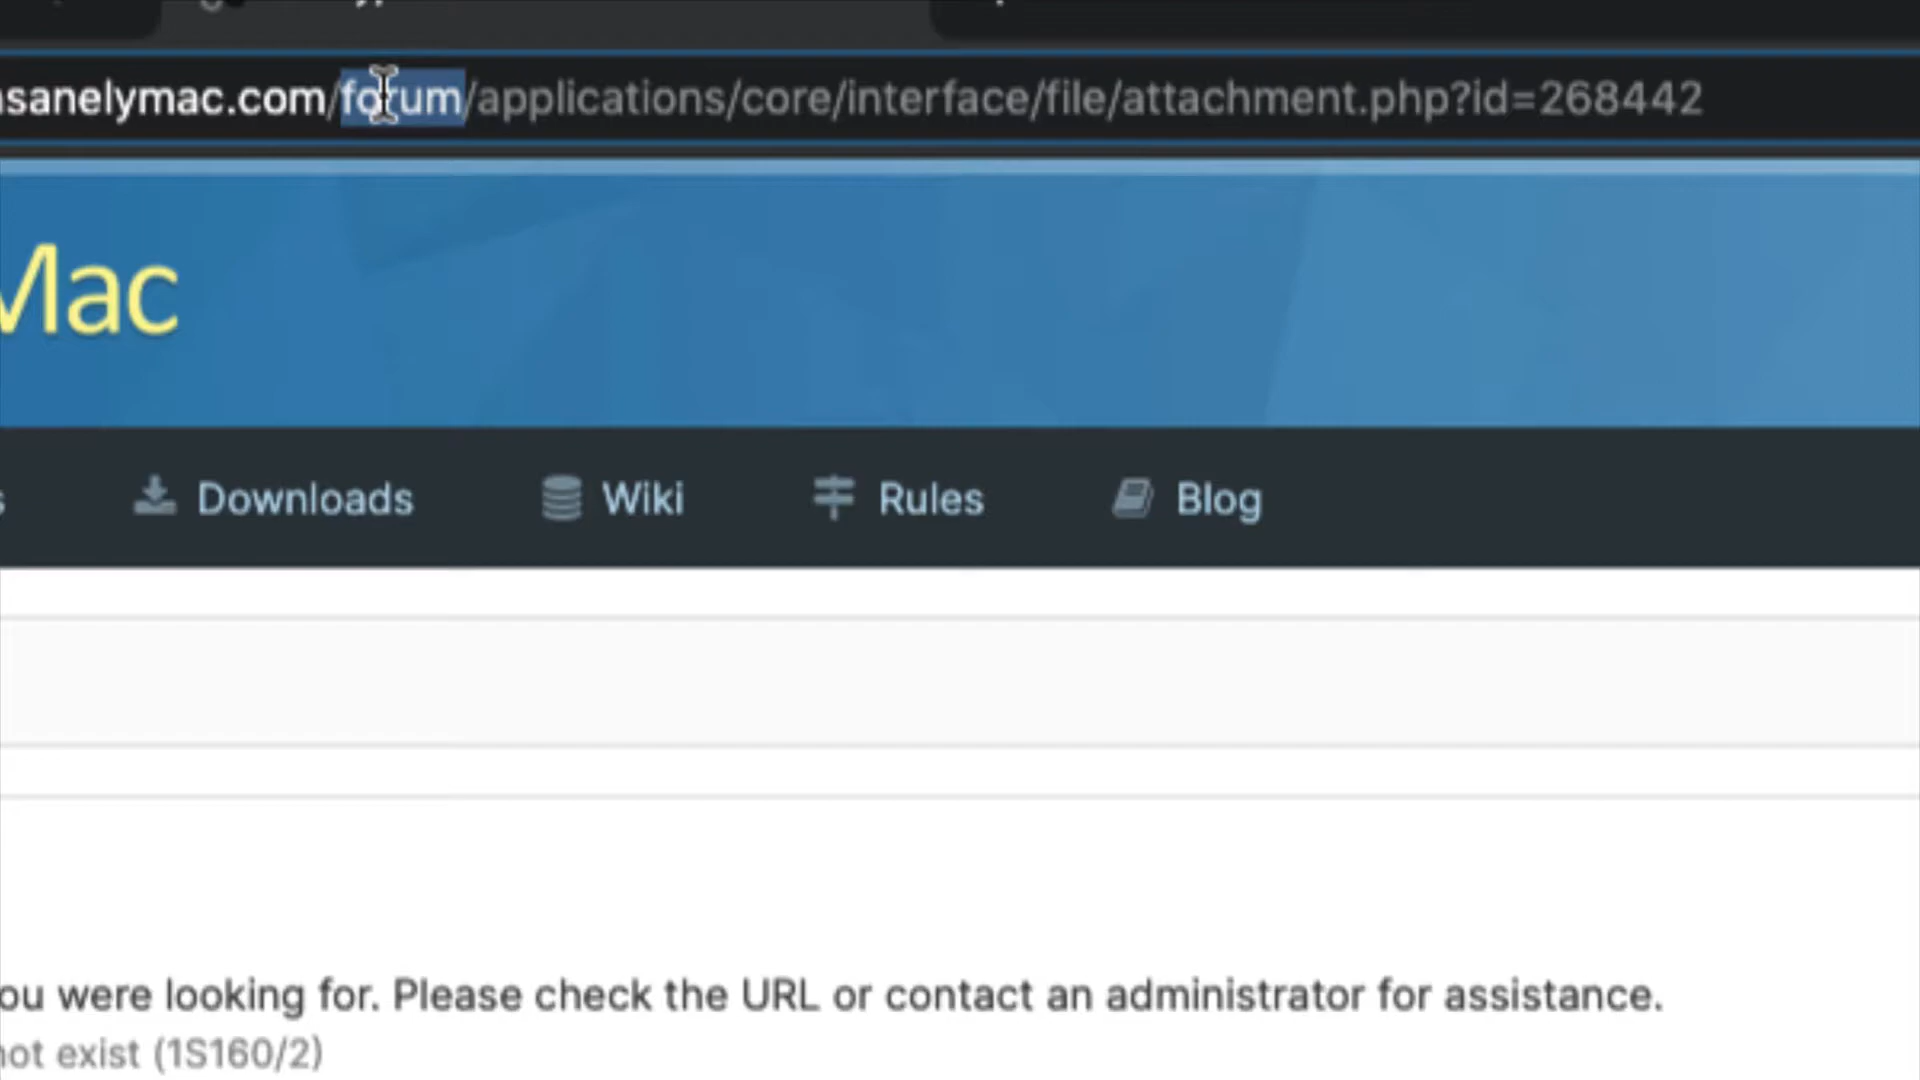 sanelymac.com/forum/applications/core/interface/file/attachment.php?id=268442
Mac
Downloads Wiki Rules Blog
ou were looking for. Please check the URL or contact an administrator for assistance.
not exist (1S160/2)